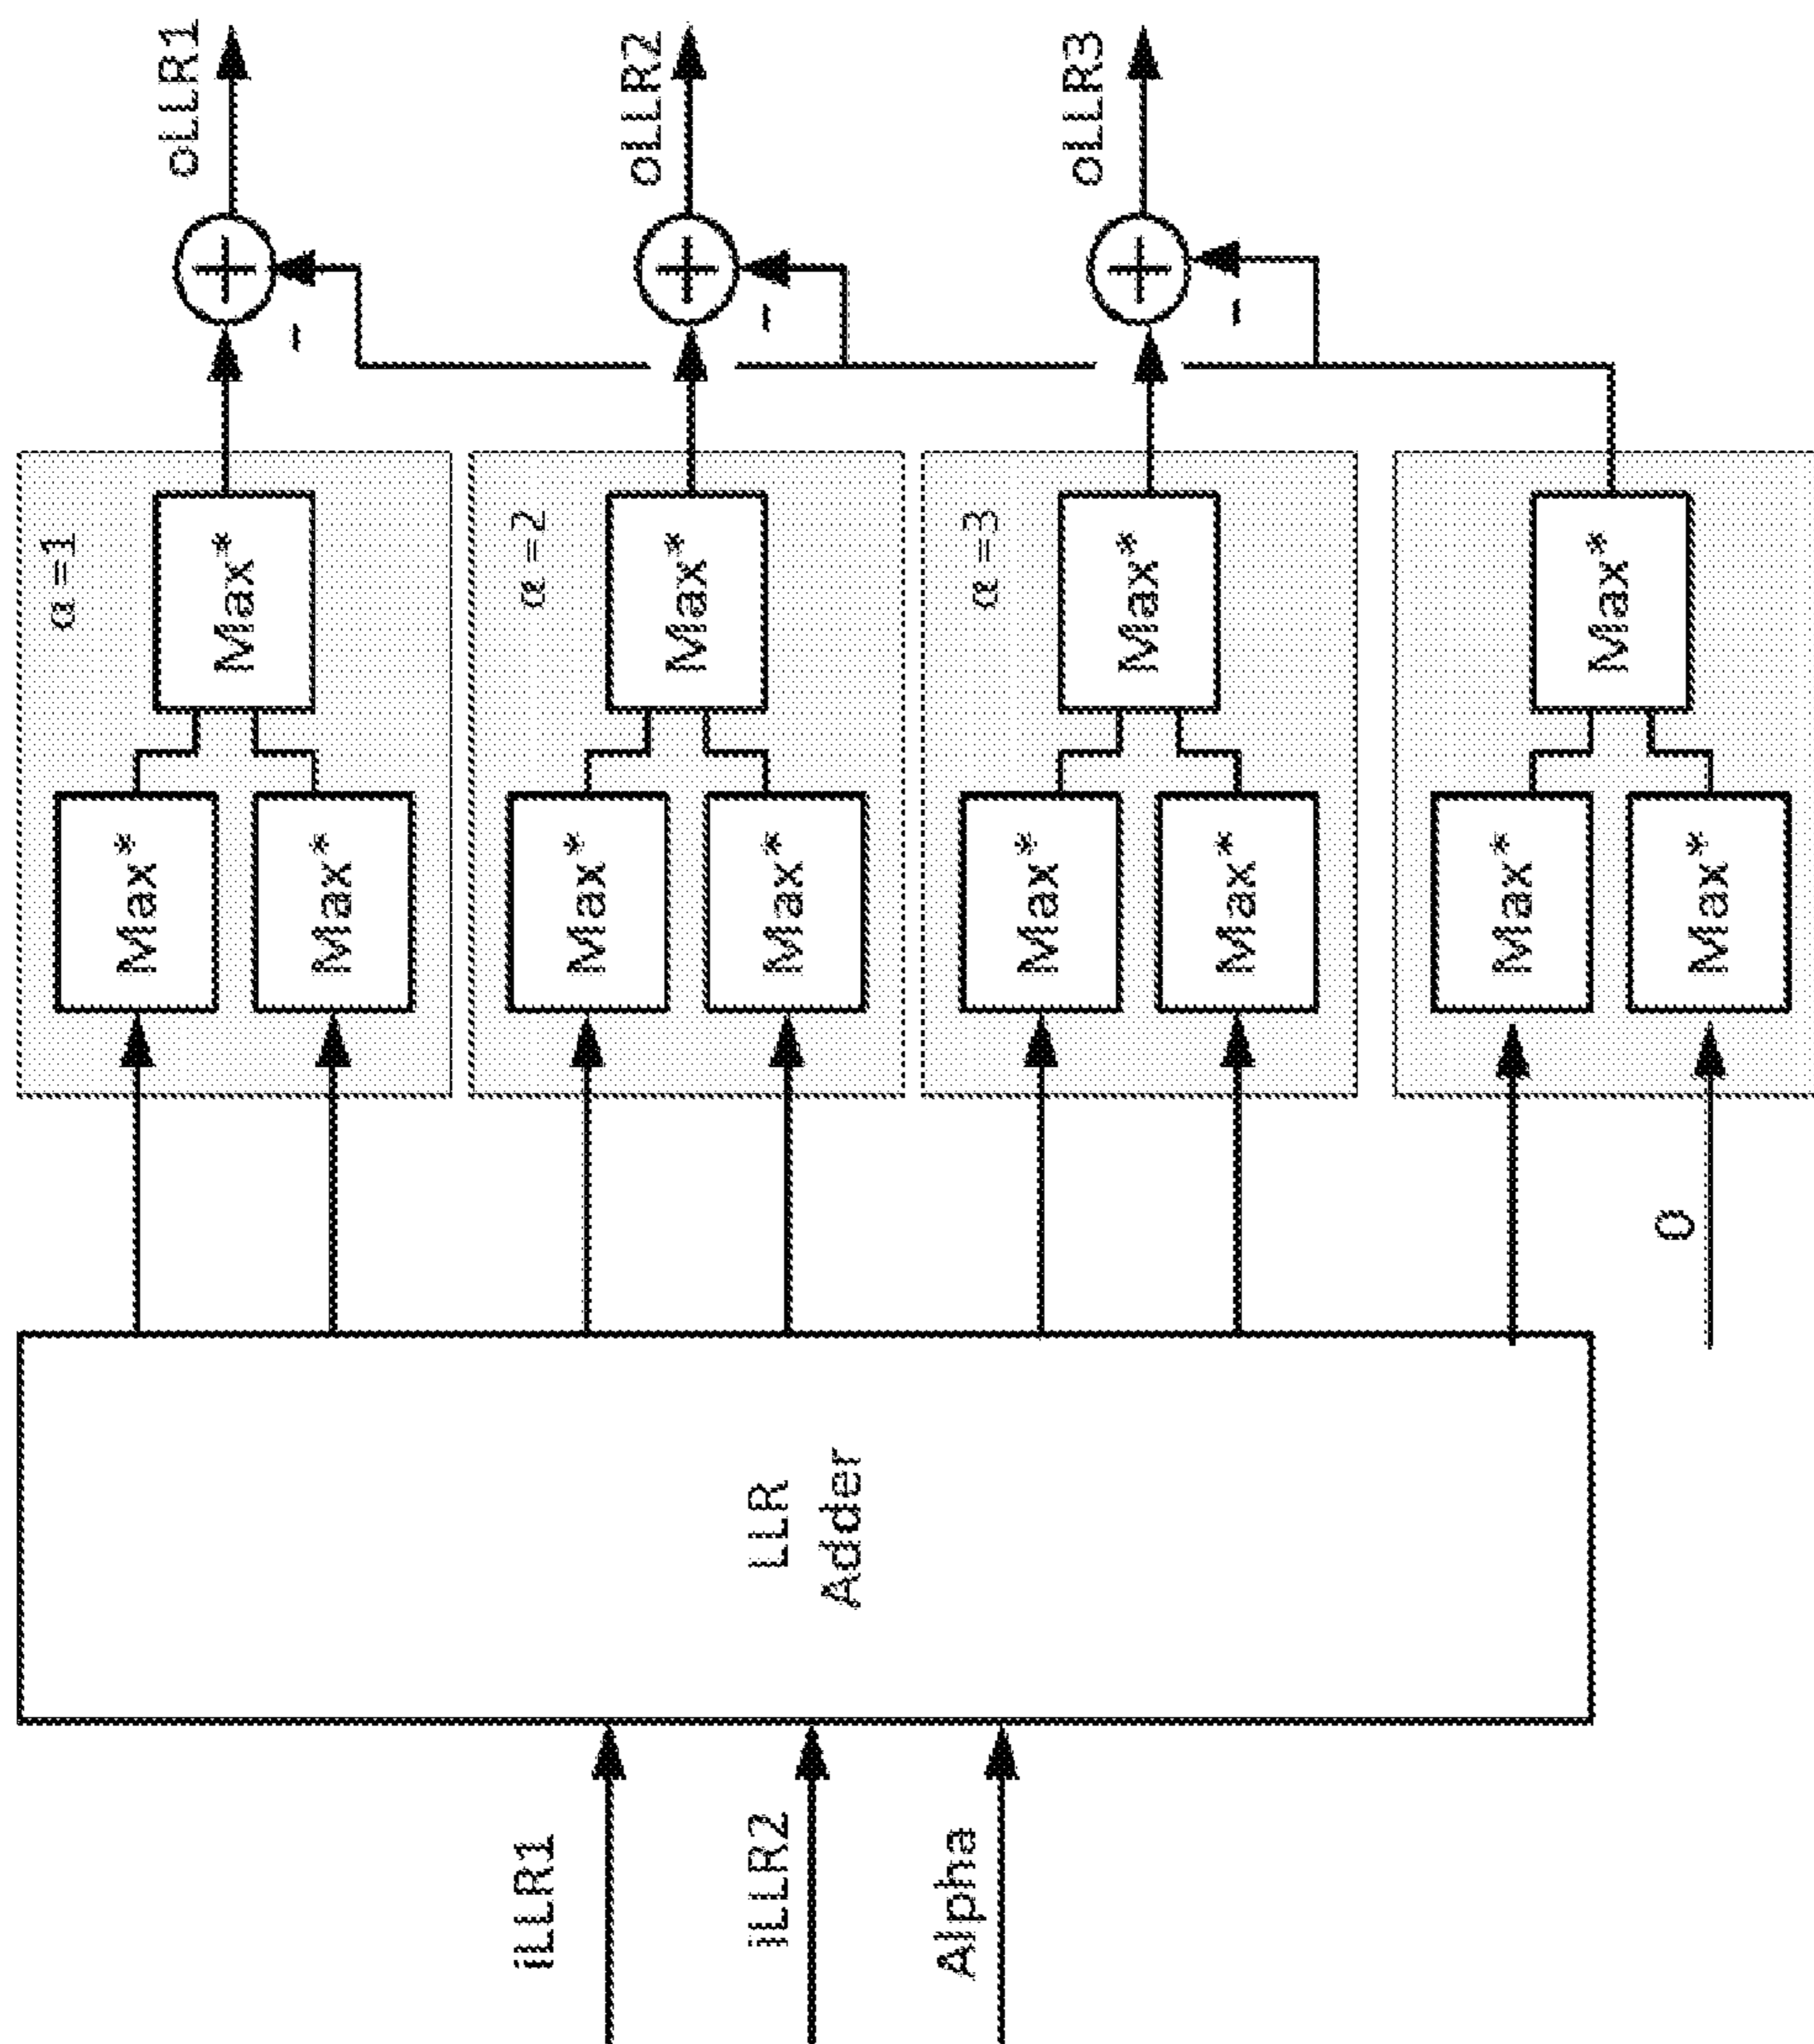 iLLR1
iLLR2
Alpha
LLR
Adder
0
α=1
Max*
Max*
Max*
α=2
Max*
Max*
Max*
α=3
Max*
Max*
Max*
Max*
Max*
Max*
+
-
+
-
+
-
oLLR1
oLLR2
oLLR3